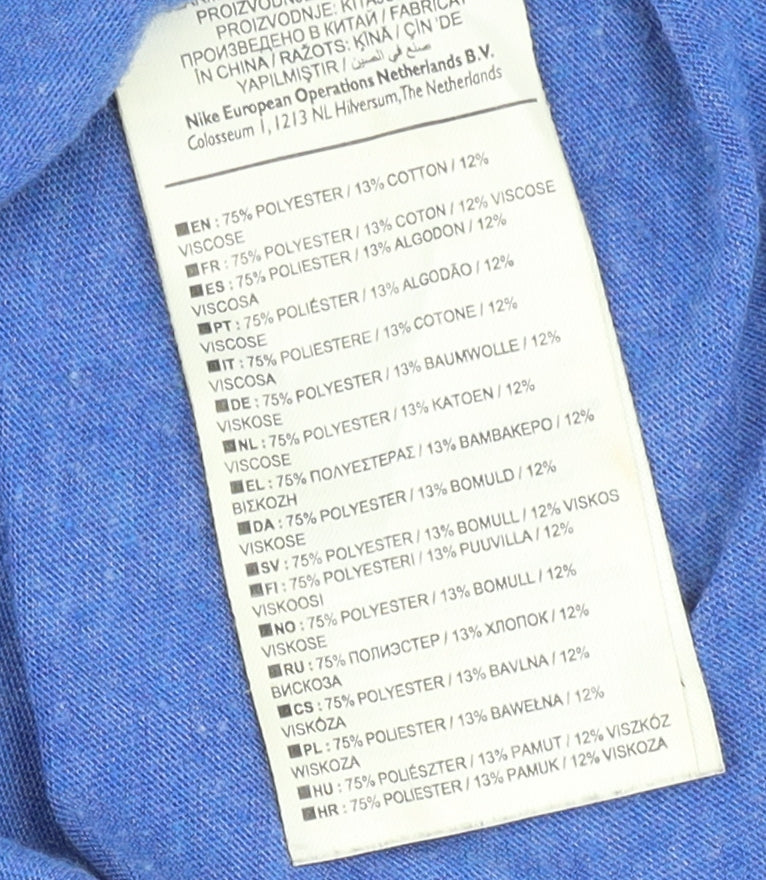 PROIZVODNJE: KITAJS
ПРОИЗВЕДЕНО В КИТАИ / FABRICAT
ÎN CHINA / RAŽOTS: ĶĪNĀ / ÇİN 'DE
YAPILMIŞTIR / صنع في الصين
Nike European Operations Netherlands B.V.
Colosseum 1, 1213 NL Hilversum, The Netherlands
EN : 75% POLYESTER / 13% COTTON / 12%
VISCOSE
FR : 75% POLYESTER / 13% COTON / 12% VISCOSE
ES : 75% POLIESTER / 13% ALGODON / 12%
VISCOSA
PT : 75% POLIÉSTER / 13% ALGODÃO / 12%
VISCOSE
IT : 75% POLIESTERE / 13% COTONE / 12%
VISCOSA
DE : 75% POLYESTER / 13% BAUMWOLLE / 12%
VISKOSE
NL : 75% POLYESTER / 13% KATOEN / 12%
VISCOSE
EL : 75% ΠΟΛΥΕΣΤΕΡΑΣ / 13% ΒΑΜΒΑΚΕΡΟ / 12%
ΒΙΣΚΟΖΗ
DA : 75% POLYESTER / 13% BOMULD / 12%
VISKOSE
SV : 75% POLYESTER / 13% BOMULL / 12% VISKOS
FI : 75% POLYESTERI / 13% PUUVILLA / 12%
VISKOOSI
NO : 75% POLYESTER / 13% BOMULL / 12%
VISKOSE
RU : 75% ПОЛИЭСТЕР / 13% ХЛОПОК / 12%
ВИСКОЗА
CS : 75% POLYESTER / 13% BAVLNA / 12%
VISKÓZA
PL : 75% POLIESTER / 13% BAWEŁNA / 12%
WISKOZA
HU : 75% POLIÉSZTER / 13% PAMUT / 12% VISZKÓZ
HR : 75% POLIESTER / 13% PAMUK / 12% VISKOZA